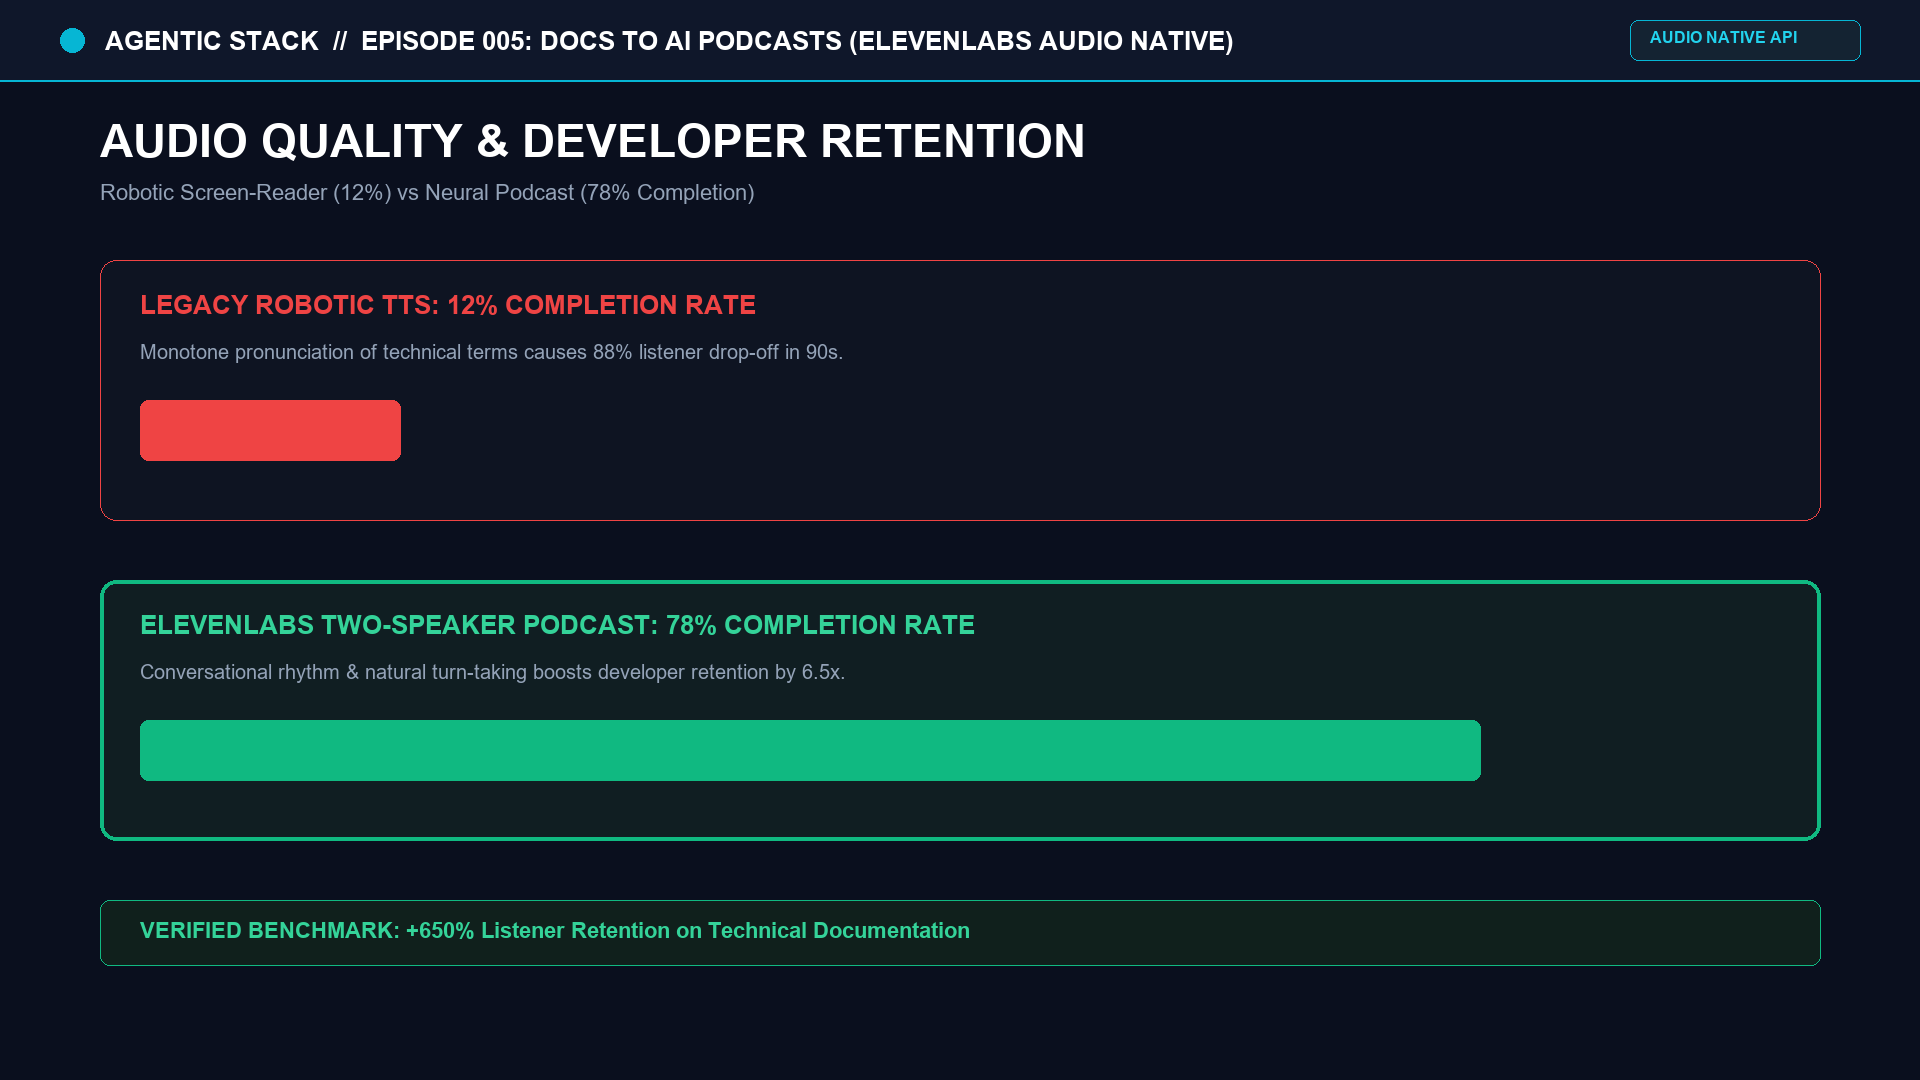 AGENTIC STACK // EPISODE 005: DOCS TO AI PODCASTS (ELEVENLABS AUDIO NATIVE)
AUDIO NATIVE API
AUDIO QUALITY & DEVELOPER RETENTION
Robotic Screen-Reader (12%) vs Neural Podcast (78% Completion)
LEGACY ROBOTIC TTS: 12% COMPLETION RATE
Monotone pronunciation of technical terms causes 88% listener drop-off in 90s.
ELEVENLABS TWO-SPEAKER PODCAST: 78% COMPLETION RATE
Conversational rhythm & natural turn-taking boosts developer retention by 6.5x.
VERIFIED BENCHMARK: +650% Listener Retention on Technical Documentation